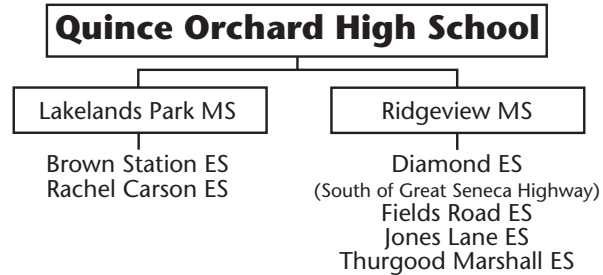 Quince Orchard High School
Lakelands Park MS
Brown Station ES
Rachel Carson ES
Ridgeview MS
Diamond ES
(South of Great Seneca Highway)
Fields Road ES
Jones Lane ES
Thurgood Marshall ES